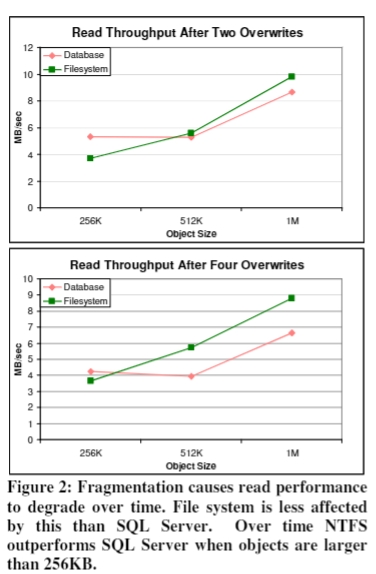 Read Throughput After Two Overwrites
12
10
8
6
4
2
0
MB/sec
Database
Filesystem
256K
512K
1M
Object Size
Read Throughput After Four Overwrites
10
9
8
7
6
5
4
3
2
1
0
MB/sec
Database
Filesystem
256K
512K
1M
Object Size
Figure 2: Fragmentation causes read performance
to degrade over time. File system is less affected
by this than SQL Server. Over time NTFS
outperforms SQL Server when objects are larger
than 256KB.